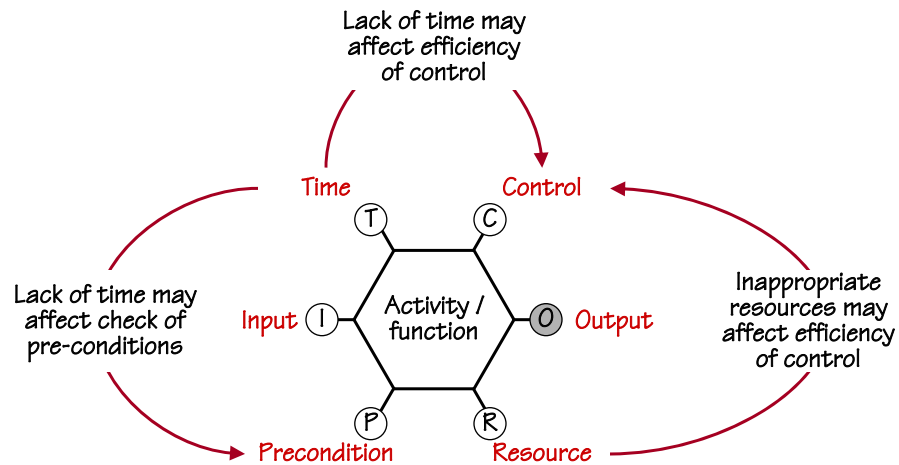 Lack of time may
affect efficiency
of control
Time
Control
T
C
Lack of time may
affect check of
pre-conditions
Input
I
Activity /
function
O
Output
Inappropriate
resources may
affect efficiency
of control
P
R
Precondition
Resource